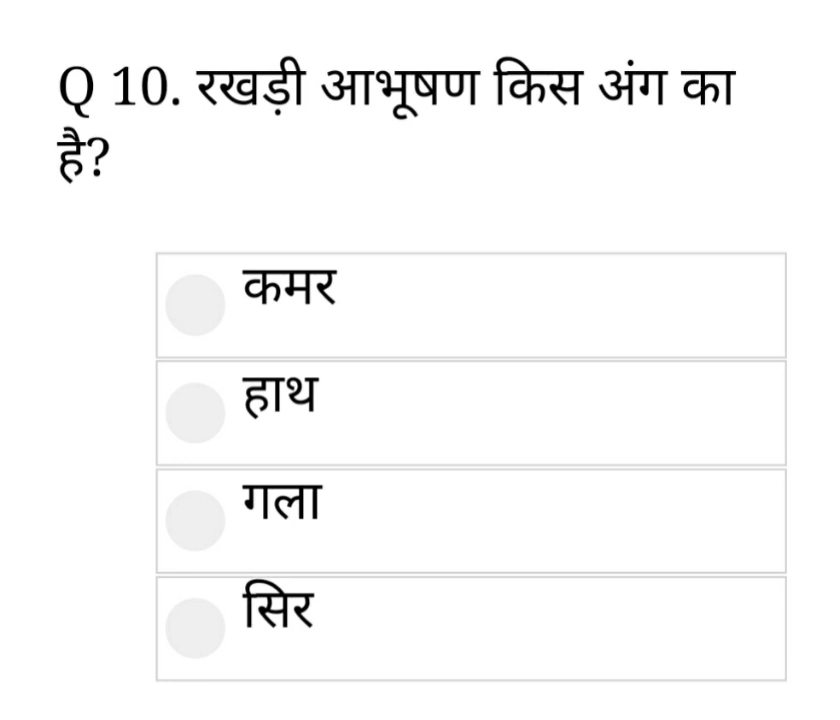 Q 10. रखड़ी आभूषण किस अंग का
है?
कमर
हाथ
गला
सिर